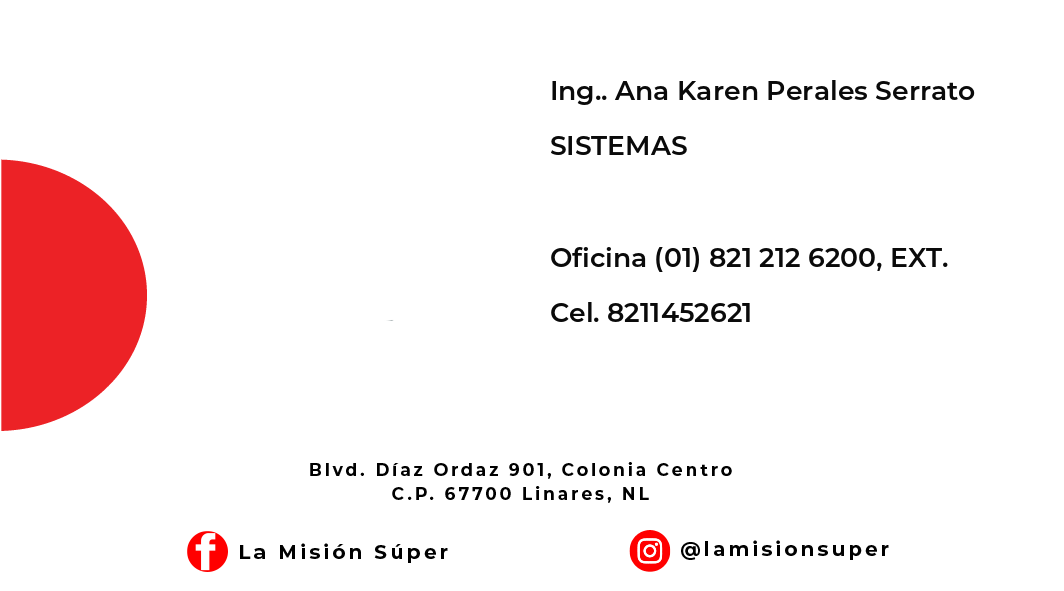 Ing.. Ana Karen Perales Serrato
SISTEMAS
Oficina (01) 821 212 6200, EXT.
Cel. 8211452621
Blvd. Díaz Ordaz 901, Colonia Centro
C.P. 67700 Linares, NL
La Misión Súper
@lamisionsuper